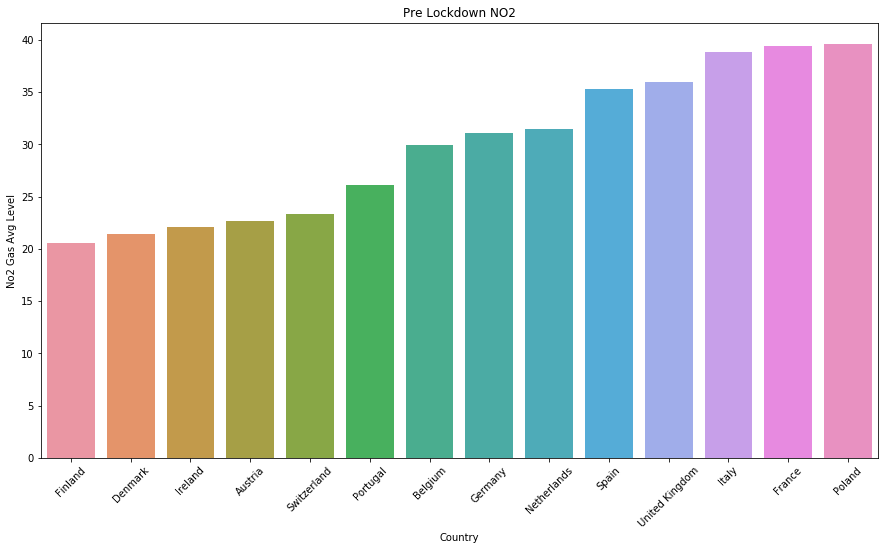 Pre Lockdown NO2
No2 Gas Avg Level
40
35
30
25
20
15
10
5
0
Finland
Denmark
Ireland
Austria
Switzerland
Portugal
Belgium
Germany
Netherlands
Spain
United Kingdom
Italy
France
Poland
Country